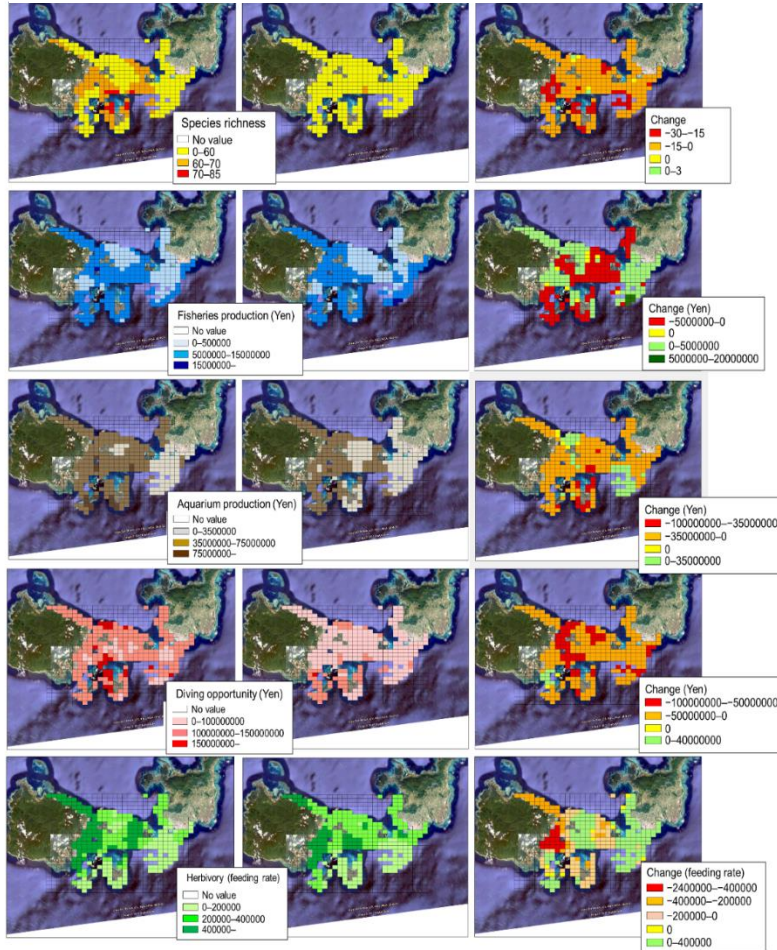 Species richness
No value
0–60
60–70
70–85
Change
−30–−15
−15–0
0
0–3
Fisheries production (Yen)
No value
0–500000
5000000–15000000
15000000–
Change (Yen)
−5000000–0
0
0–5000000
5000000–20000000
Aquarium production (Yen)
No value
0–3500000
35000000–75000000
75000000–
Change (Yen)
−100000000–−35000000
−35000000–0
0
0–35000000
Diving opportunity (Yen)
No value
0–100000000
100000000–150000000
150000000–
Change (Yen)
−100000000–−50000000
−50000000–0
0
0–40000000
Herbivory (feeding rate)
No value
0–200000
200000–400000
400000–
Change (feeding rate)
−2400000–−400000
−400000–−200000
−200000–0
0
0–400000